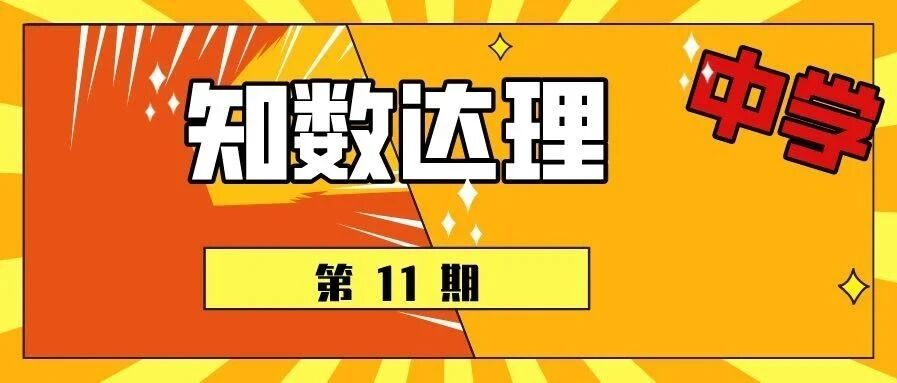 知数达理
中学
第 11 期